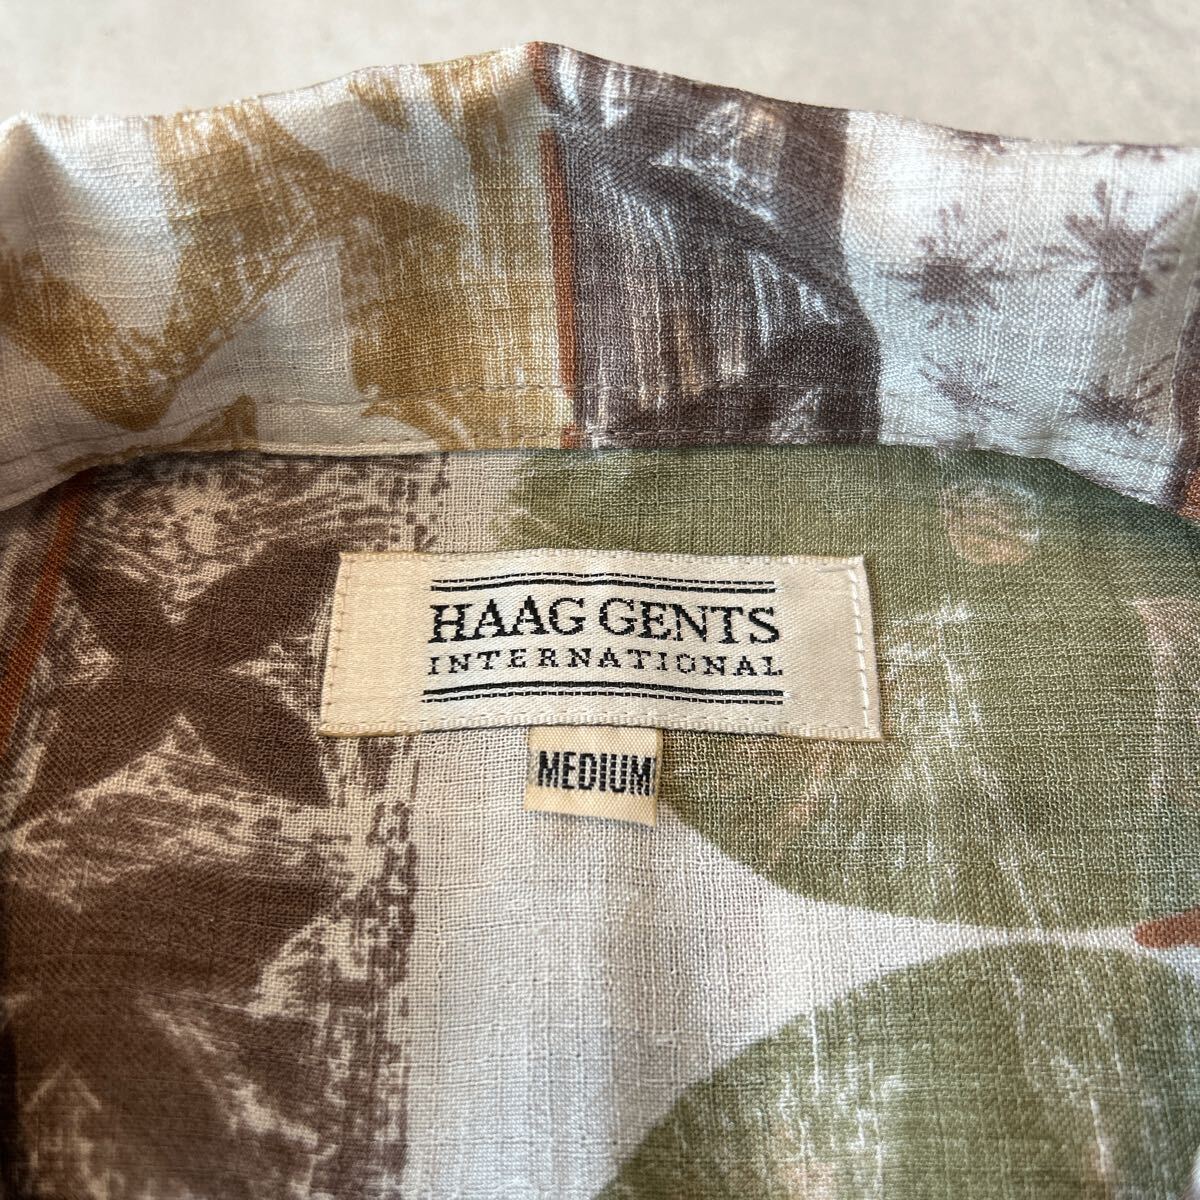 HAAG GENTS
INTERNATIONAL
MEDIUM